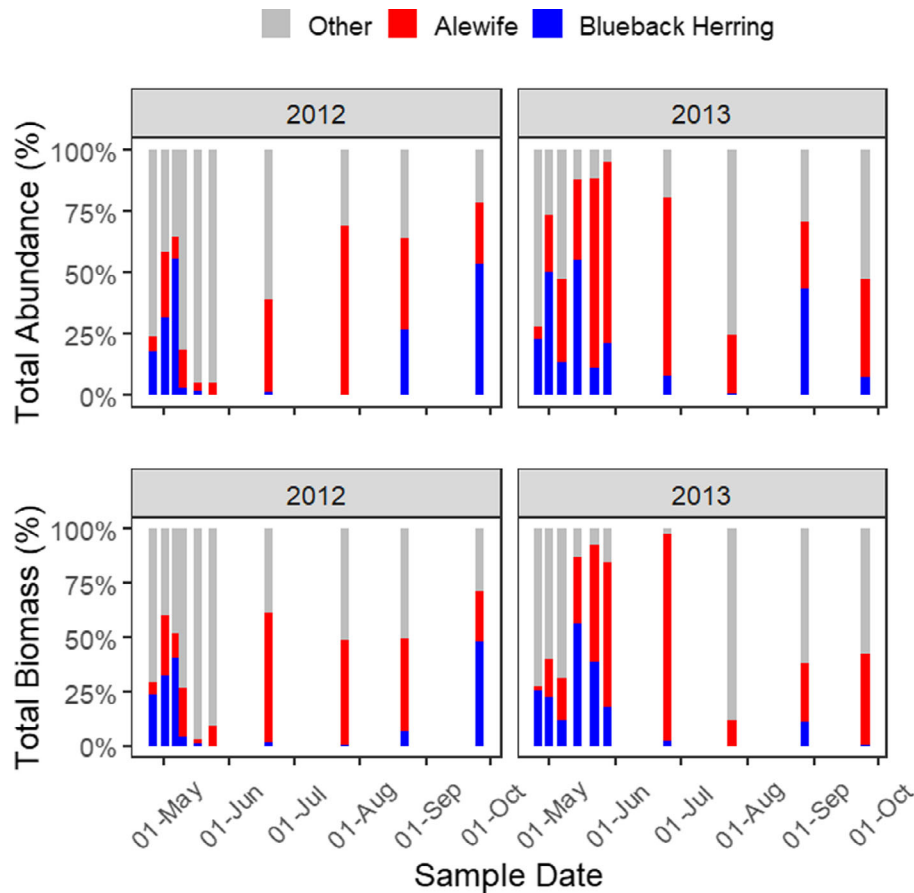 Other Alewife Blueback Herring
2012 2013
Total Abundance (%)
100%
75%
50%
25%
0%
2012 2013
Total Biomass (%)
100%
75%
50%
25%
0%
01-May 01-Jun 01-Jul 01-Aug 01-Sep 01-Oct 01-May 01-Jun 01-Jul 01-Aug 01-Sep 01-Oct
Sample Date